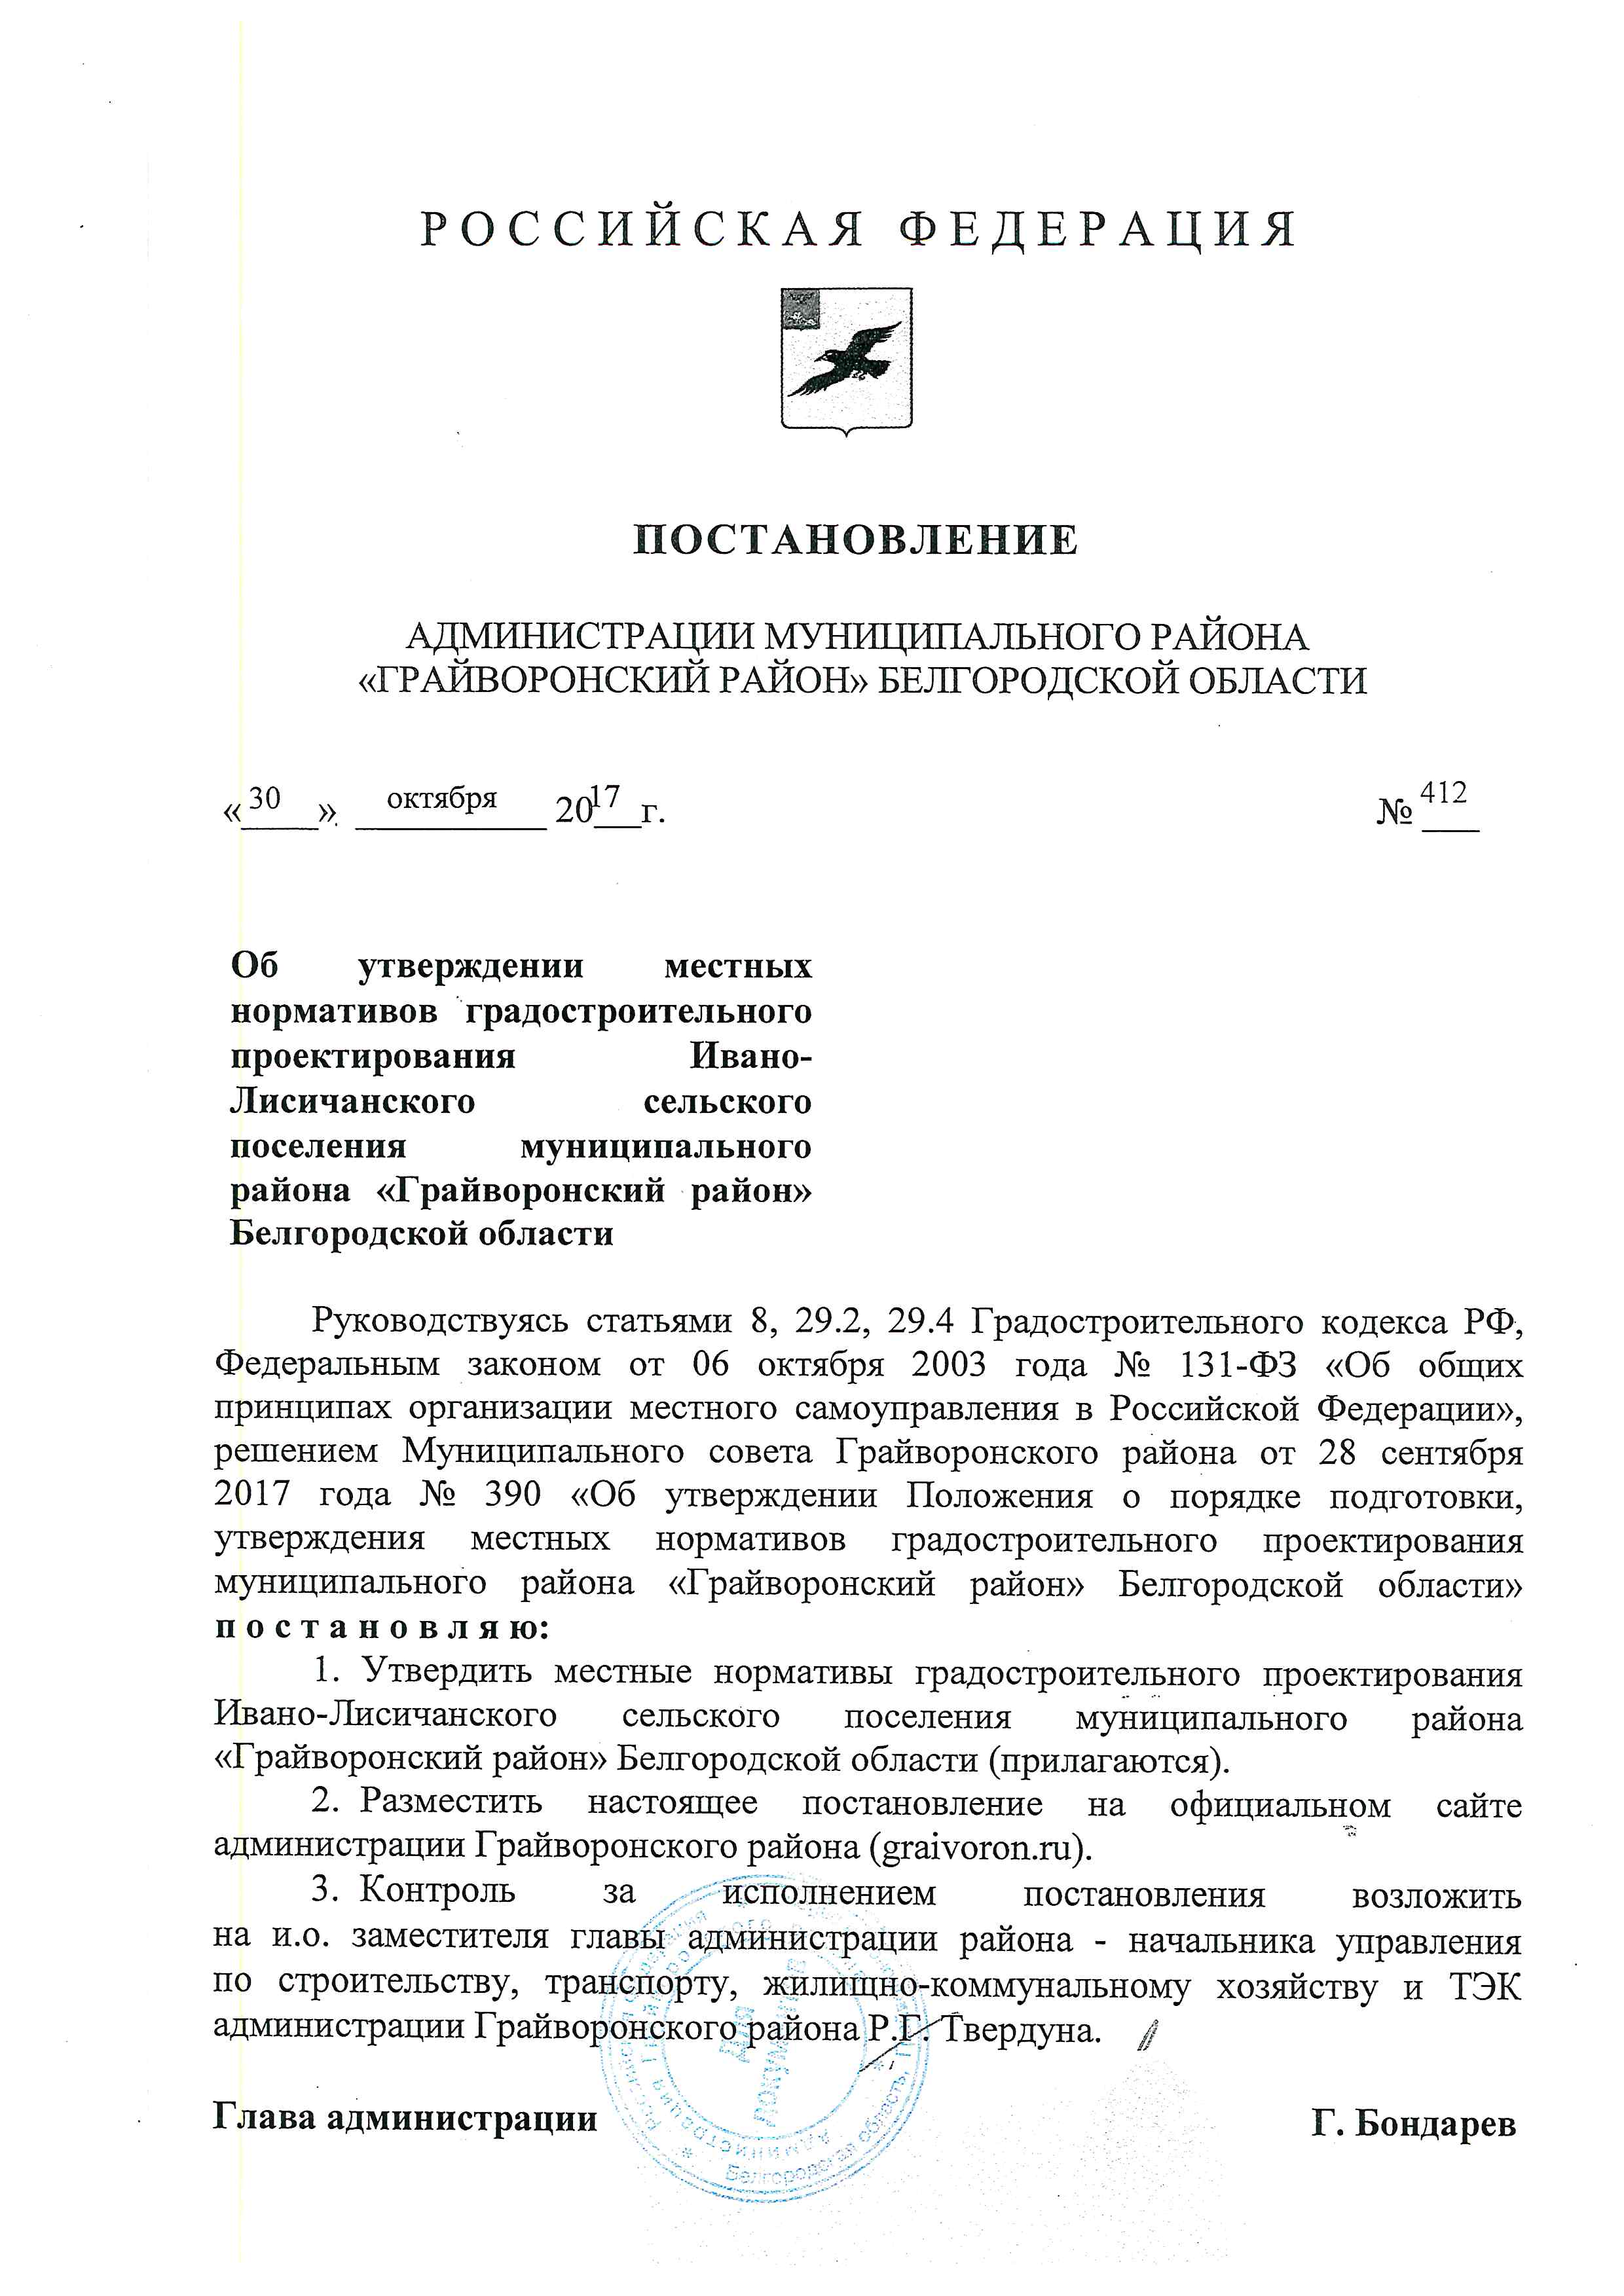 РОССИЙСКАЯ ФЕДЕРАЦИЯ
ПОСТАНОВЛЕНИЕ
АДМИНИСТРАЦИИ МУНИЦИПАЛЬНОГО РАЙОНА
«ГРАЙВОРОНСКИЙ РАЙОН» БЕЛГОРОДСКОЙ ОБЛАСТИ
«30» октября 2017 г. № 412
Об утверждении местных
нормативов градостроительного
проектирования Ивано-
Лисичанского сельского
поселения муниципального
района «Грайворонский район»
Белгородской области
Руководствуясь статьями 8, 29.2, 29.4 Градостроительного кодекса РФ,
Федеральным законом от 06 октября 2003 года № 131-ФЗ «Об общих
принципах организации местного самоуправления в Российской Федерации»,
решением Муниципального совета Грайворонского района от 28 сентября
2017 года № 390 «Об утверждении Положения о порядке подготовки,
утверждения местных нормативов градостроительного проектирования
муниципального района «Грайворонский район» Белгородской области»
п о с т а н о в л я ю:
1. Утвердить местные нормативы градостроительного проектирования
Ивано-Лисичанского сельского поселения муниципального района
«Грайворонский район» Белгородской области (прилагаются).
2. Разместить настоящее постановление на официальном сайте
администрации Грайворонского района (graivoron.ru).
3. Контроль за исполнением постановления возложить
на и.о. заместителя главы администрации района - начальника управления
по строительству, транспорту, жилищно-коммунальному хозяйству и ТЭК
администрации Грайворонского района Р.Г. Твердуна.
Глава администрации Г. Бондарев
Для
документов
Белгородская область